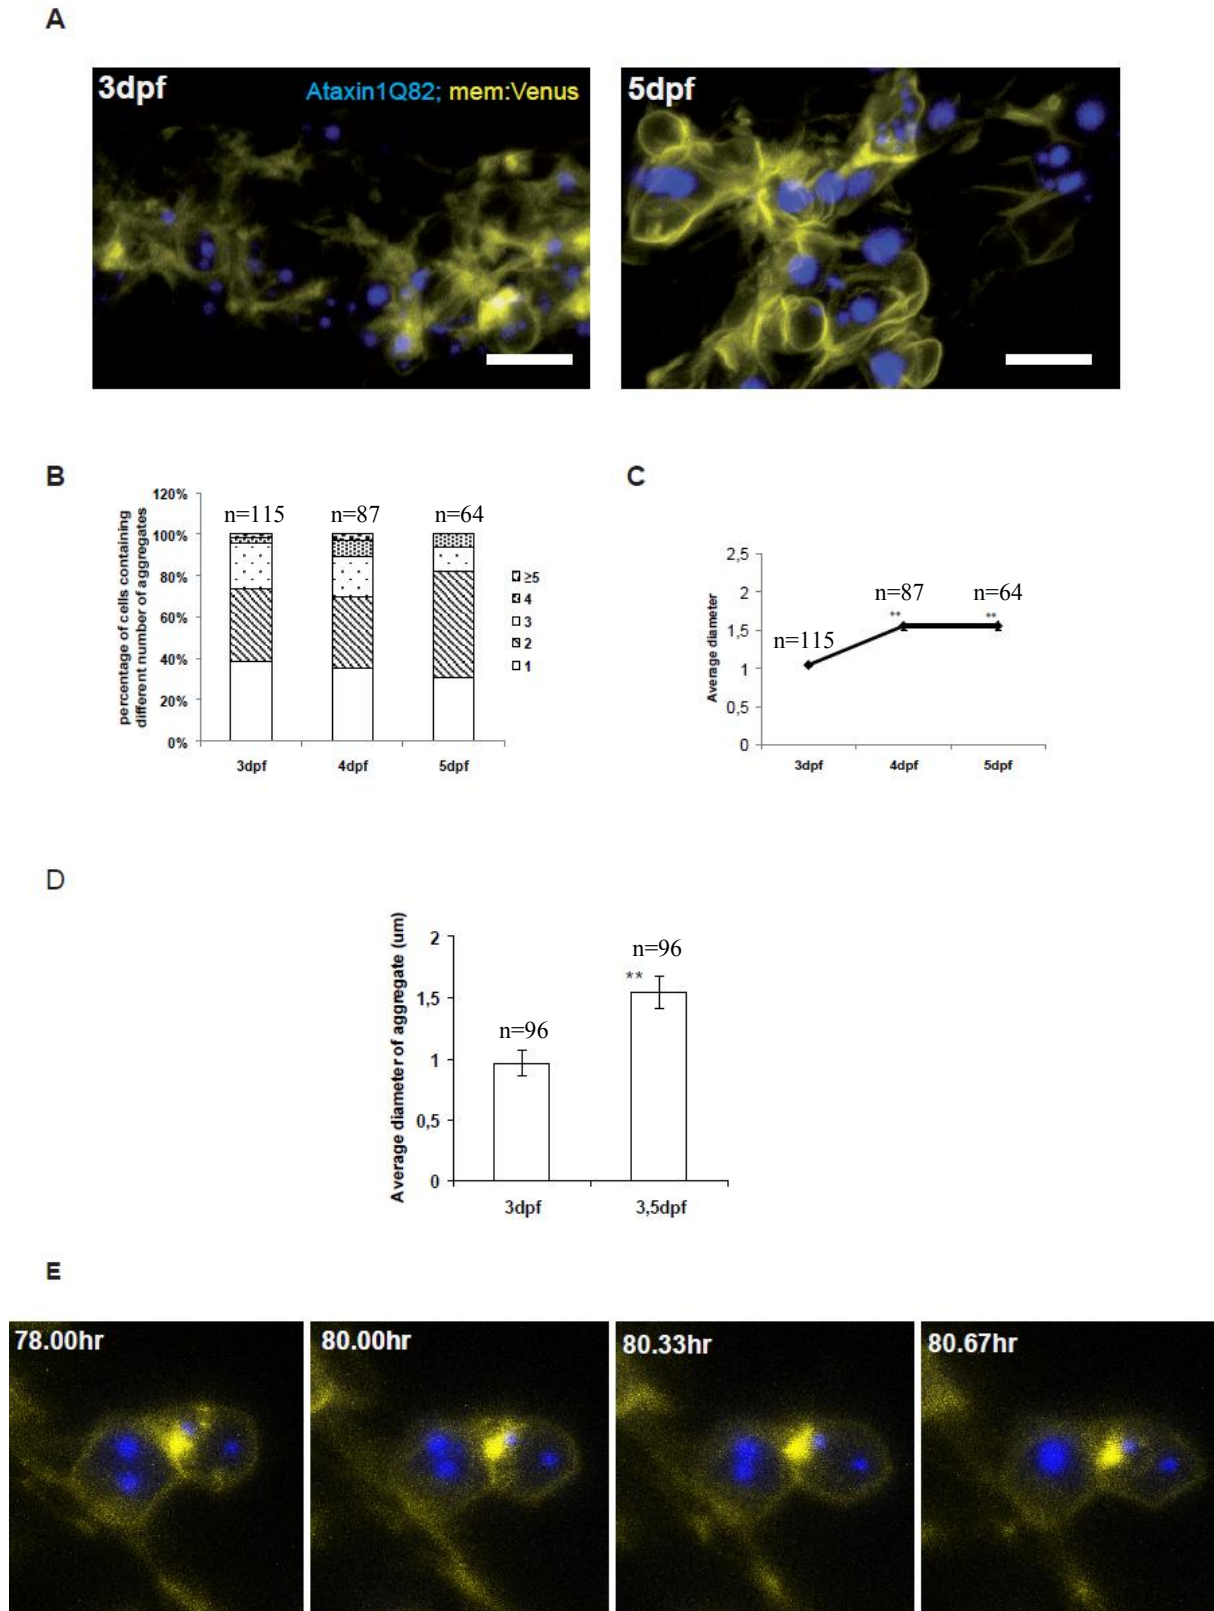 A
3dpf
Ataxin1Q82; mem:Venus
5dpf
B
percentage of cells containing
different number of aggregates
120%
100%
80%
60%
40%
20%
0%
n=115
n=87
n=64
3dpf
4dpf
5dpf
≥5
4
3
2
1
C
Average diameter
2,5
2
1,5
1
0,5
0
n=115
n=87
**
n=64
**
3dpf
4dpf
5dpf
D
Average diameter of aggregate (um)
2
1,5
1
0,5
0
n=96
n=96
**
3dpf
3,5dpf
E
78.00hr
80.00hr
80.33hr
80.67hr